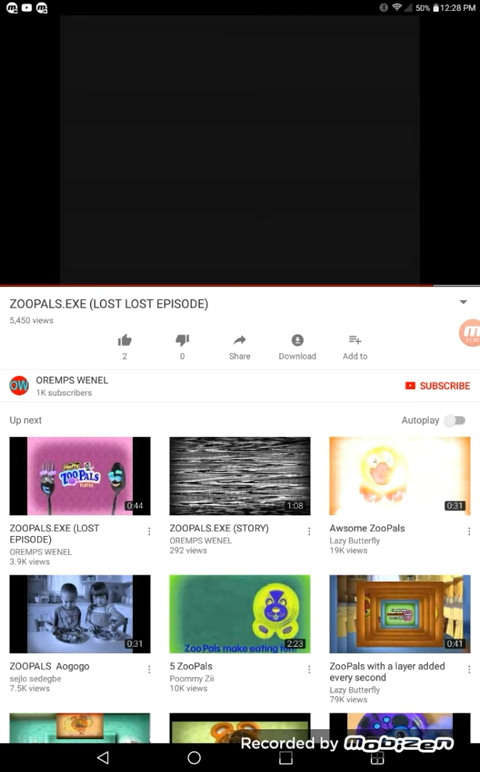 50% 12:28 PM
ZOOPALS.EXE (LOST LOST EPISODE)
5,450 views
2
0
Share
Download
Add to
OW
OREMPS WENEL
1K subscribers
SUBSCRIBE
Up next
Autoplay
Hefty
ZOOPALS
PLATES
0:44
1:08
0:31
ZOOPALS.EXE (LOST
EPISODE)
OREMPS WENEL
3.9K views
ZOOPALS.EXE (STORY)
OREMPS WENEL
292 views
Awsome ZooPals
Lazy Butterfly
19K views
0:31
ZooPals make eating fun!
2:23
0:41
ZOOPALS Aogogo
sejlo sedegbe
7.5K views
5 ZooPals
Poommy Zii
10K views
ZooPals with a layer added
every second
Lazy Butterfly
79K views
Recorded by mobizen